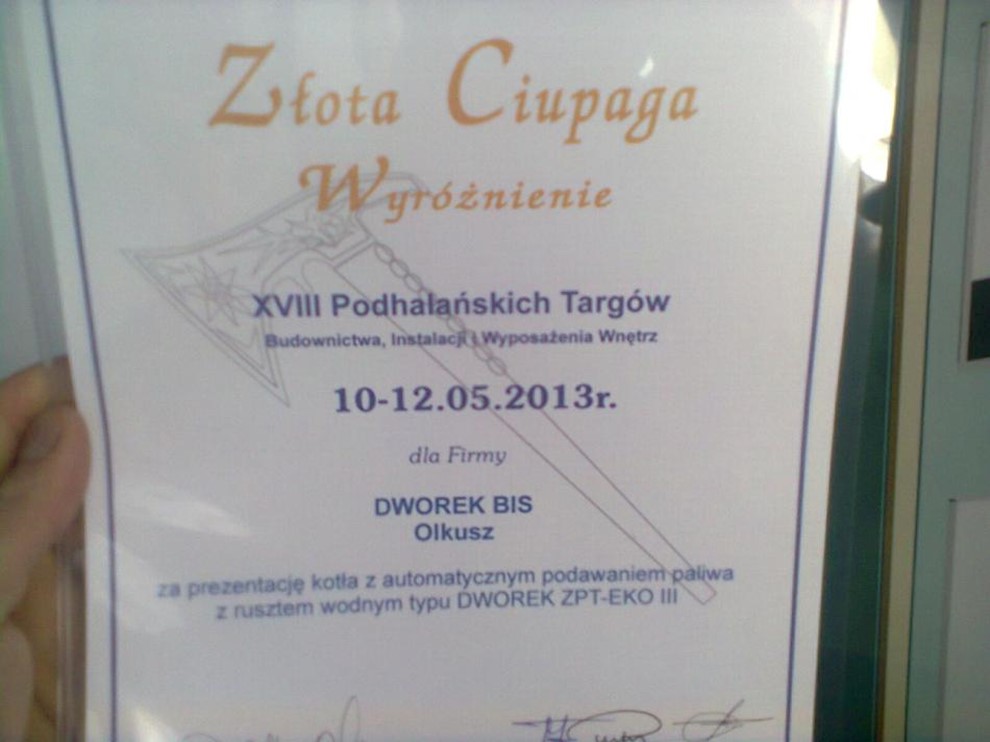 Złota Ciupaga
Wyróżnienie
XVIII Podhalańskich Targów
Budownictwa, Instalacji i Wyposażenia Wnętrz
10-12.05.2013r.
dla Firmy
DWOREK BIS
Olkusz
za prezentację kotła z automatycznym podawaniem paliwa
z rusztem wodnym typu DWOREK ZPT-EKO III